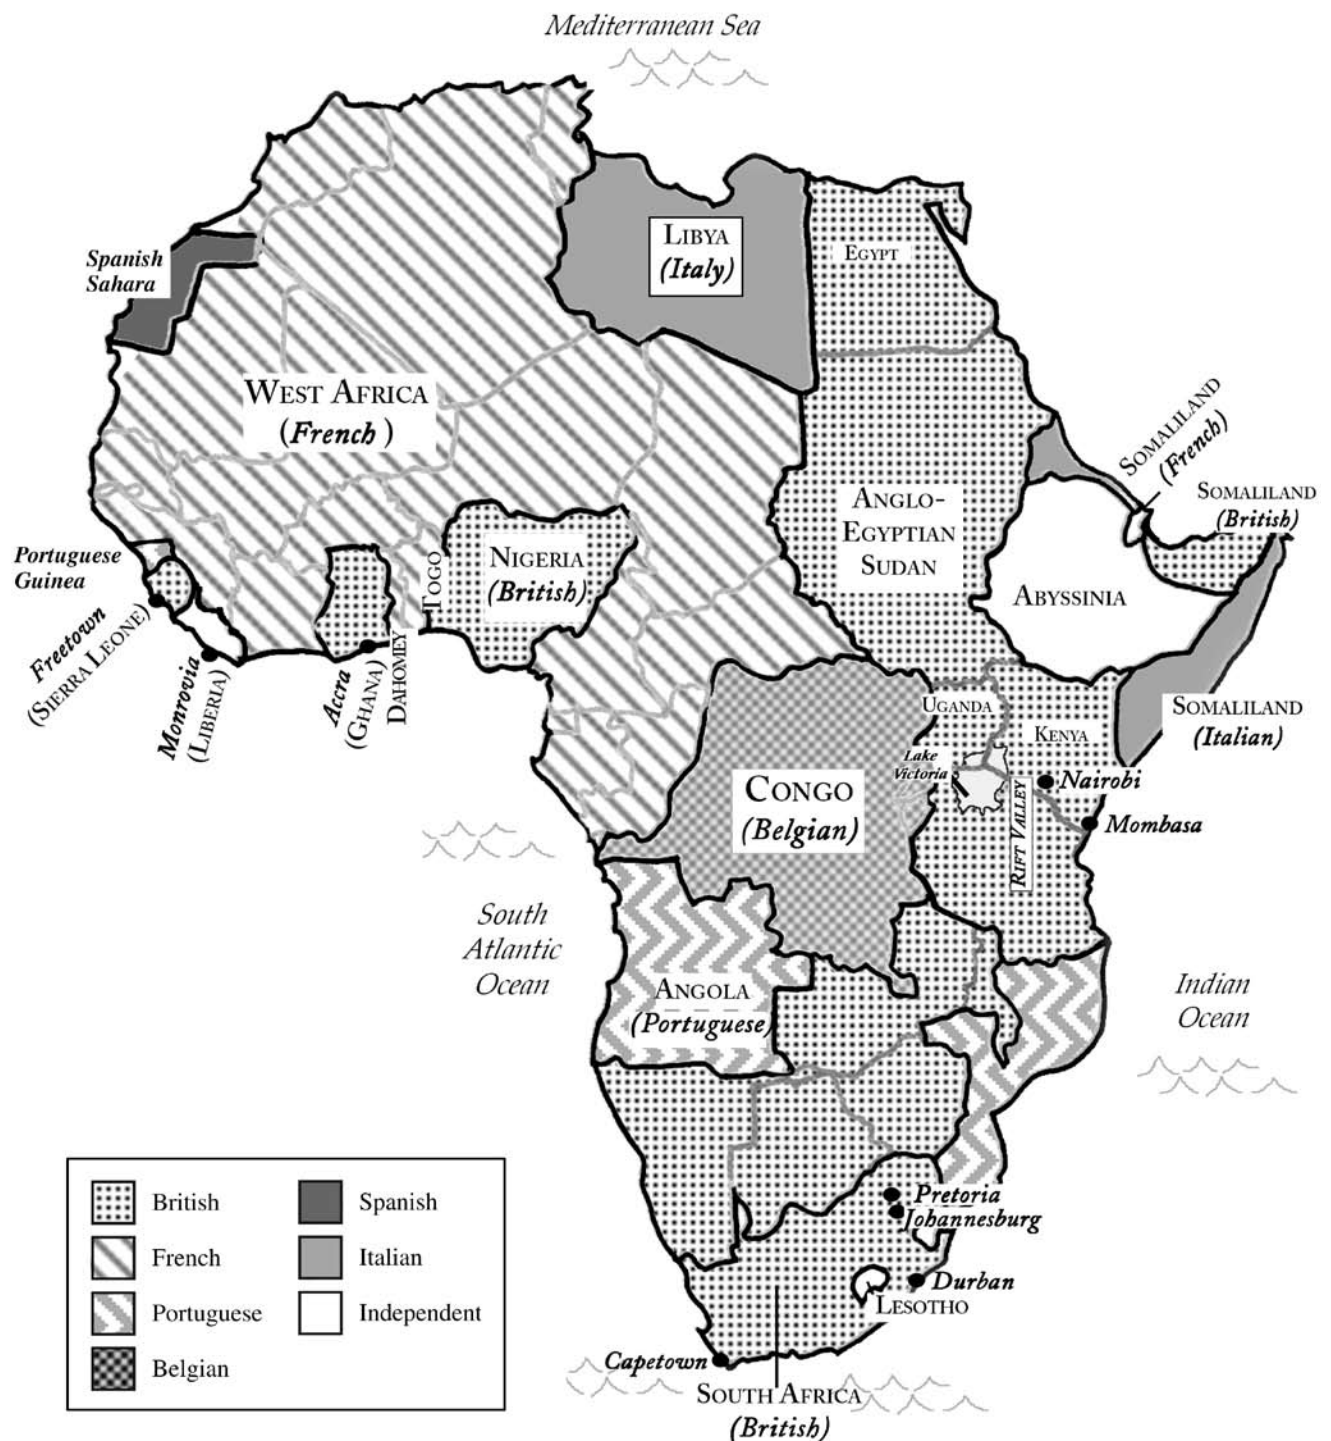 Mediterranean Sea
Spanish
Sahara
LIBYA
(Italy)
EGYPT
WEST AFRICA
(French )
SOMALILAND
(French)
SOMALILAND
(British)
ANGLO-
EGYPTIAN
SUDAN
Portuguese
Guinea
NIGERIA
(British)
TOGO
ABYSSINIA
Freetown
(SIERRA LEONE)
Monrovia
(LIBERIA)
Accra
(GHANA)
DAHOMEY
UGANDA
KENYA
SOMALILAND
(Italian)
Lake
Victoria
Nairobi
RIFT VALLEY
Mombasa
CONGO
(Belgian)
South
Atlantic
Ocean
ANGOLA
(Portuguese)
Indian
Ocean
Pretoria
Johannesburg
Durban
LESOTHO
Capetown
SOUTH AFRICA
(British)
British
French
Portuguese
Belgian
Spanish
Italian
Independent